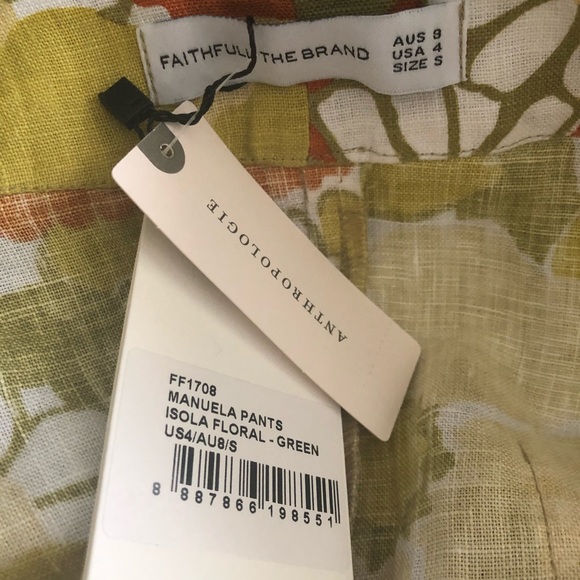 FAITHFULL THE BRAND
AUS 8
USA 4
SIZE S
ANTHROPOLOGIE
FF1708
MANUELA PANTS
ISOLA FLORAL - GREEN
US4/AU8/S
8 887866 198551